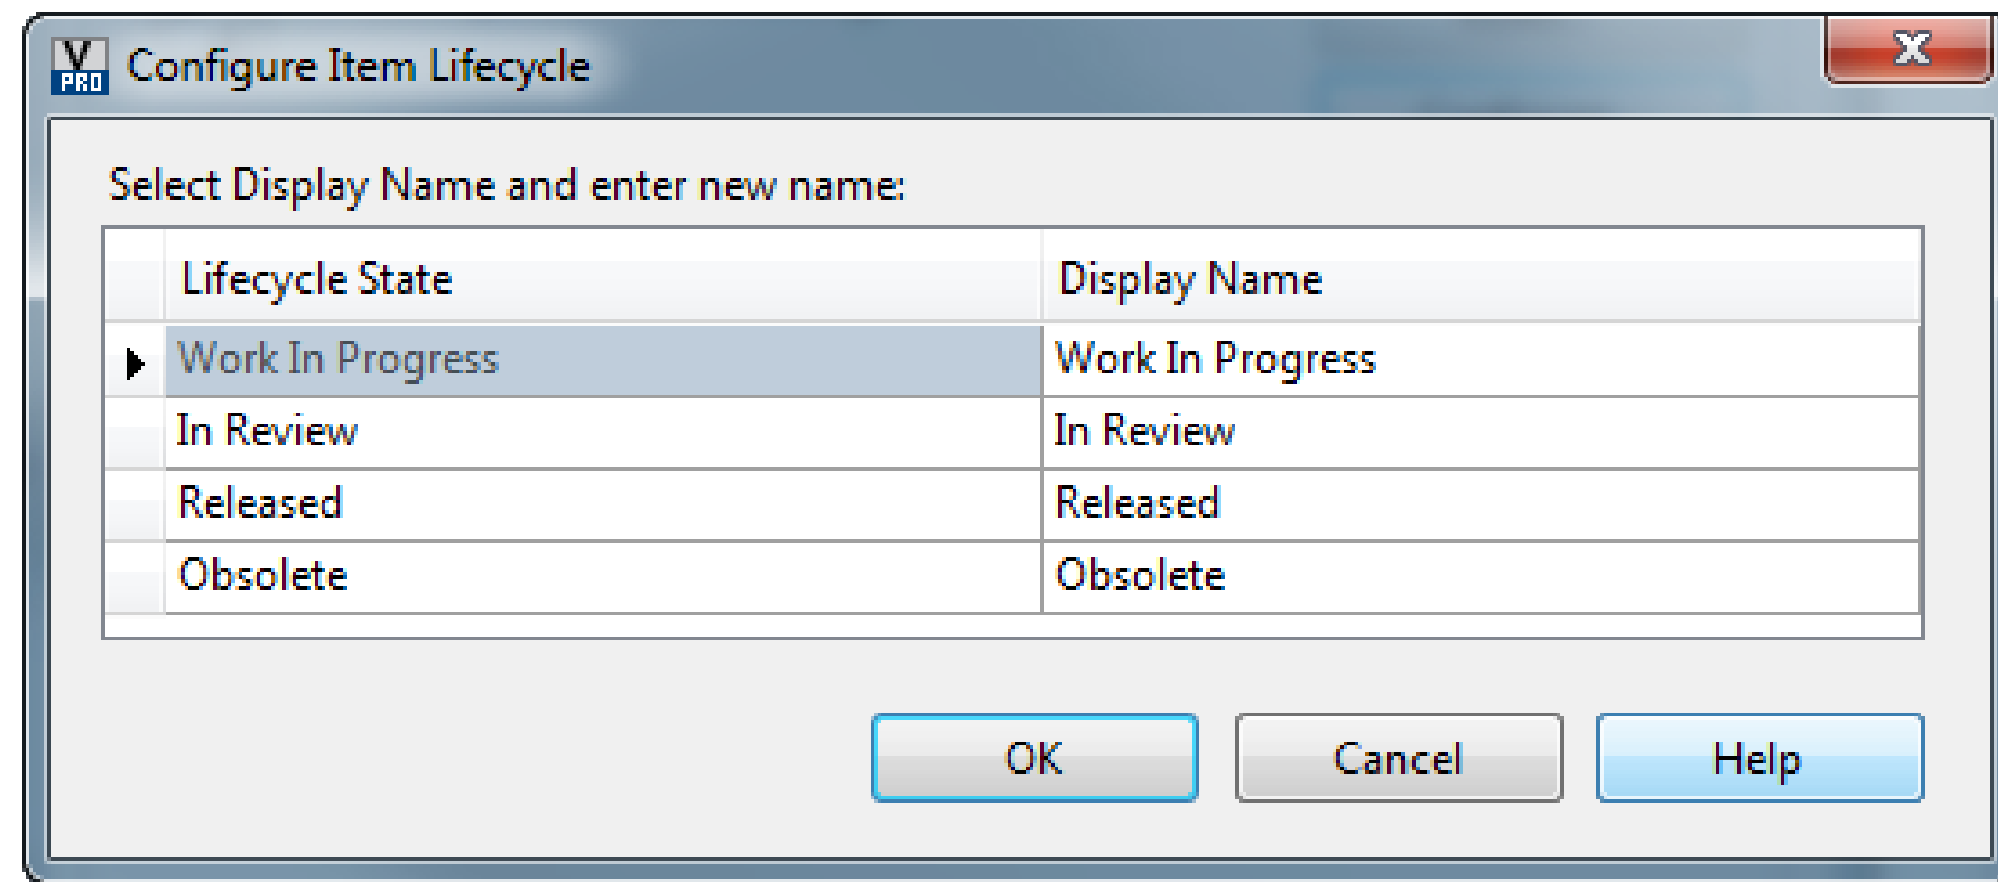 V
PRO
Configure Item Lifecycle
X
Select Display Name and enter new name:
Lifecycle State Display Name
Work In Progress Work In Progress
In Review In Review
Released Released
Obsolete Obsolete
OK Cancel Help